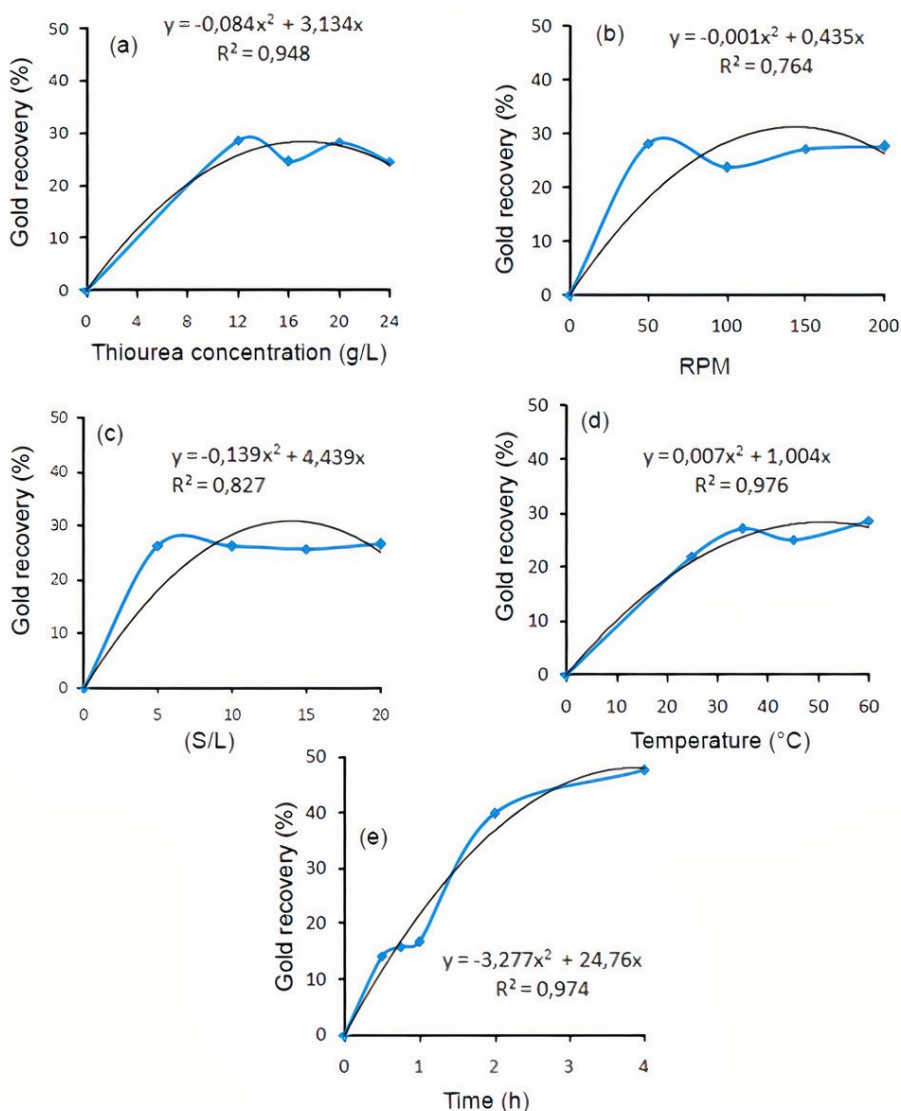 (a)
y = -0,084x² + 3,134x
R² = 0,948
Gold recovery (%)
50
40
30
20
10
0
0 4 8 12 16 20 24
Thiourea concentration (g/L)
(b)
y = -0,001x² + 0,435x
R² = 0,764
Gold recovery (%)
50
40
30
20
10
0
0 50 100 150 200
RPM
(c)
y = -0,139x² + 4,439x
R² = 0,827
Gold recovery (%)
50
40
30
20
10
0
0 5 10 15 20
(S/L)
(d)
y = 0,007x² + 1,004x
R² = 0,976
Gold recovery (%)
50
40
30
20
10
0
0 10 20 30 40 50 60
Temperature (°C)
(e)
y = -3,277x² + 24,76x
R² = 0,974
Gold recovery (%)
50
40
30
20
10
0
0 1 2 3 4
Time (h)